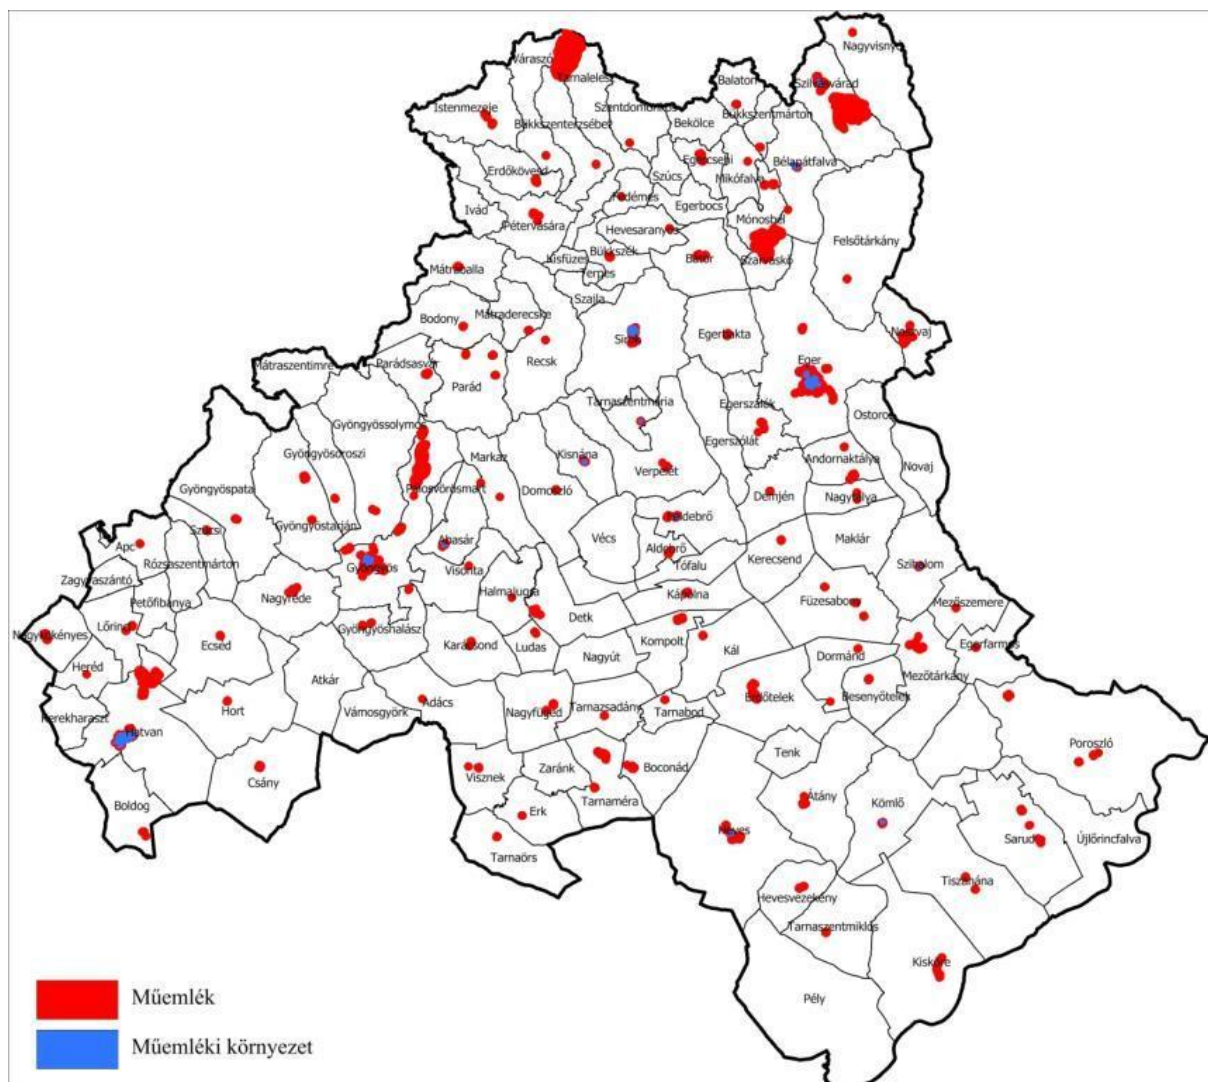 Nagyvisnyó
Váraszó
Tarnalelesz
Balaton
Szilvásvárad
Istenmezeje
Szentdomonkos
Bükkszentmárton
Bükkszenterzsébet
Bekölce
Egercsehi
Bélapátfalva
Erdőkövesd
Szúcs
Mikófalva
Fedémes
Egerbocs
Ivád
Pétervására
Mónosbél
Hevesaranyos
Felsőtárkány
Bükkszék
Kisfüzes
Bátor
Szarvaskő
Mátraballa
Terpes
Szajla
Bodony
Mátraderecske
Sirok
Egerbakta
Noszvaj
Mátraszentimre
Parádsasvár
Recsk
Eger
Parád
Tarnaszentmária
Egerszalók
Ostoros
Gyöngyössolymos
Egerszólát
Gyöngyösoroszi
Markaz
Kisnána
Andornaktálya
Novaj
Verpelét
Gyöngyöspata
Pálosvörösmart
Domoszló
Demjén
Nagytálya
Gyöngyöstarján
Feldebrő
Szűcsi
Abasár
Vécs
Maklár
Apc
Aldebrő
Kerecsend
Rózsaszentmárton
Gyöngyös
Visonta
Tófalu
Szihalom
Zagyvaszántó
Petőfibánya
Nagyréde
Halmajugra
Kápolna
Füzesabony
Mezőszemere
Detk
Lőrinci
Nagykökényes
Gyöngyöshalász
Ecsed
Karácsond
Ludas
Kompolt
Kál
Egerfarmos
Heréd
Nagyút
Dormánd
Mezőtárkány
Atkár
Erdőtelek
Besenyőtelek
Hort
Adács
Kerekharaszt
Vámosgyörk
Nagyfüged
Tarnazsadány
Tarnabod
Hatvan
Poroszló
Tenk
Csány
Visznek
Zaránk
Boconád
Boldog
Tarnaméra
Átány
Kömlő
Erk
Heves
Sarud
Újlőrincfalva
Tarnaörs
Tiszanána
Hevesvezekény
Tarnaszentmiklós
Kisköre
Pély
Műemlék
Műemléki környezet